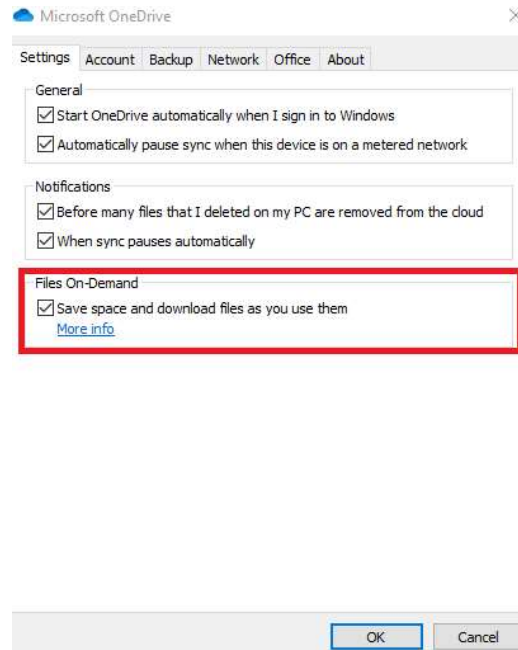 Microsoft OneDrive
Settings Account Backup Network Office About
General
Start OneDrive automatically when I sign in to Windows
Automatically pause sync when this device is on a metered network
Notifications
Before many files that I deleted on my PC are removed from the cloud
When sync pauses automatically
Files On-Demand
Save space and download files as you use them
More info
OK Cancel